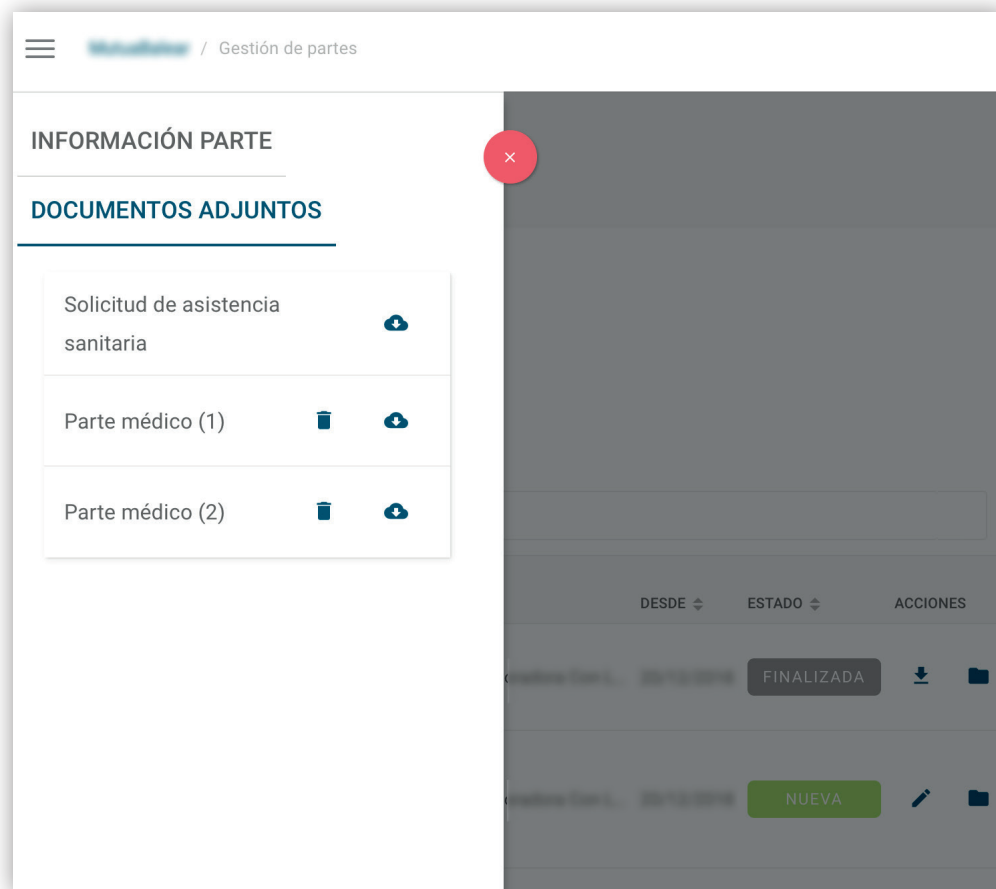 / Gestión de partes
INFORMACIÓN PARTE
DOCUMENTOS ADJUNTOS
Solicitud de asistencia
sanitaria
Parte médico (1)
Parte médico (2)
DESDE ESTADO ACCIONES
FINALIZADA
NUEVA